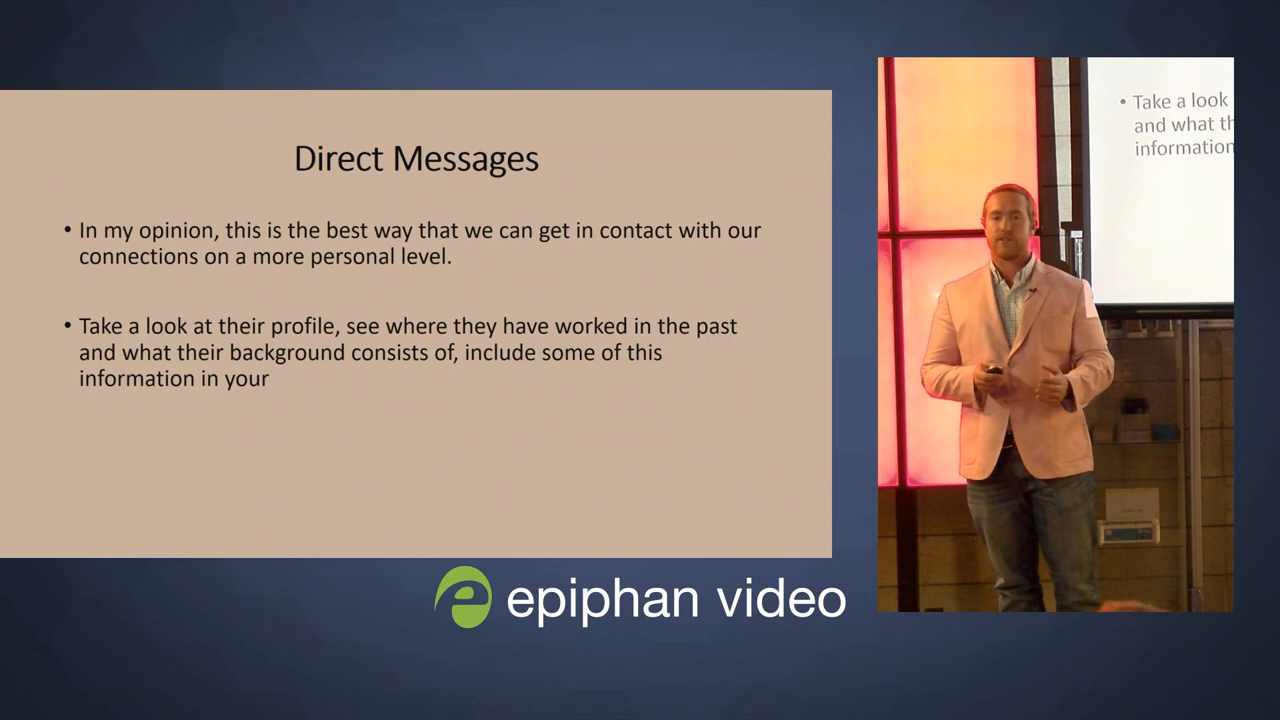 Direct Messages
• In my opinion, this is the best way that we can get in contact with our
connections on a more personal level.
• Take a look at their profile, see where they have worked in the past
and what their background consists of, include some of this
information in your
• Take a look
and what th
information
epiphan video